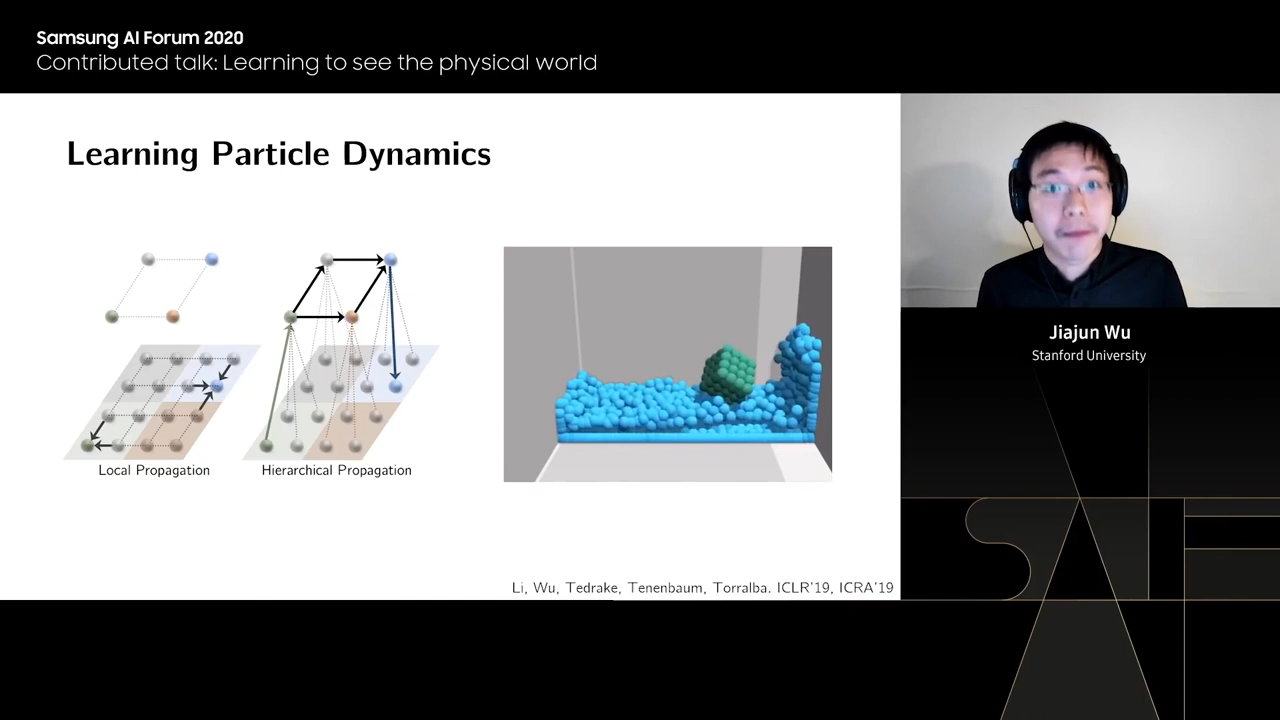 Samsung AI Forum 2020
Contributed talk: Learning to see the physical world
Learning Particle Dynamics
Local Propagation
Hierarchical Propagation
Li, Wu, Tedrake, Tenenbaum, Torralba. ICLR'19, ICRA'19
Jiajun Wu
Stanford University